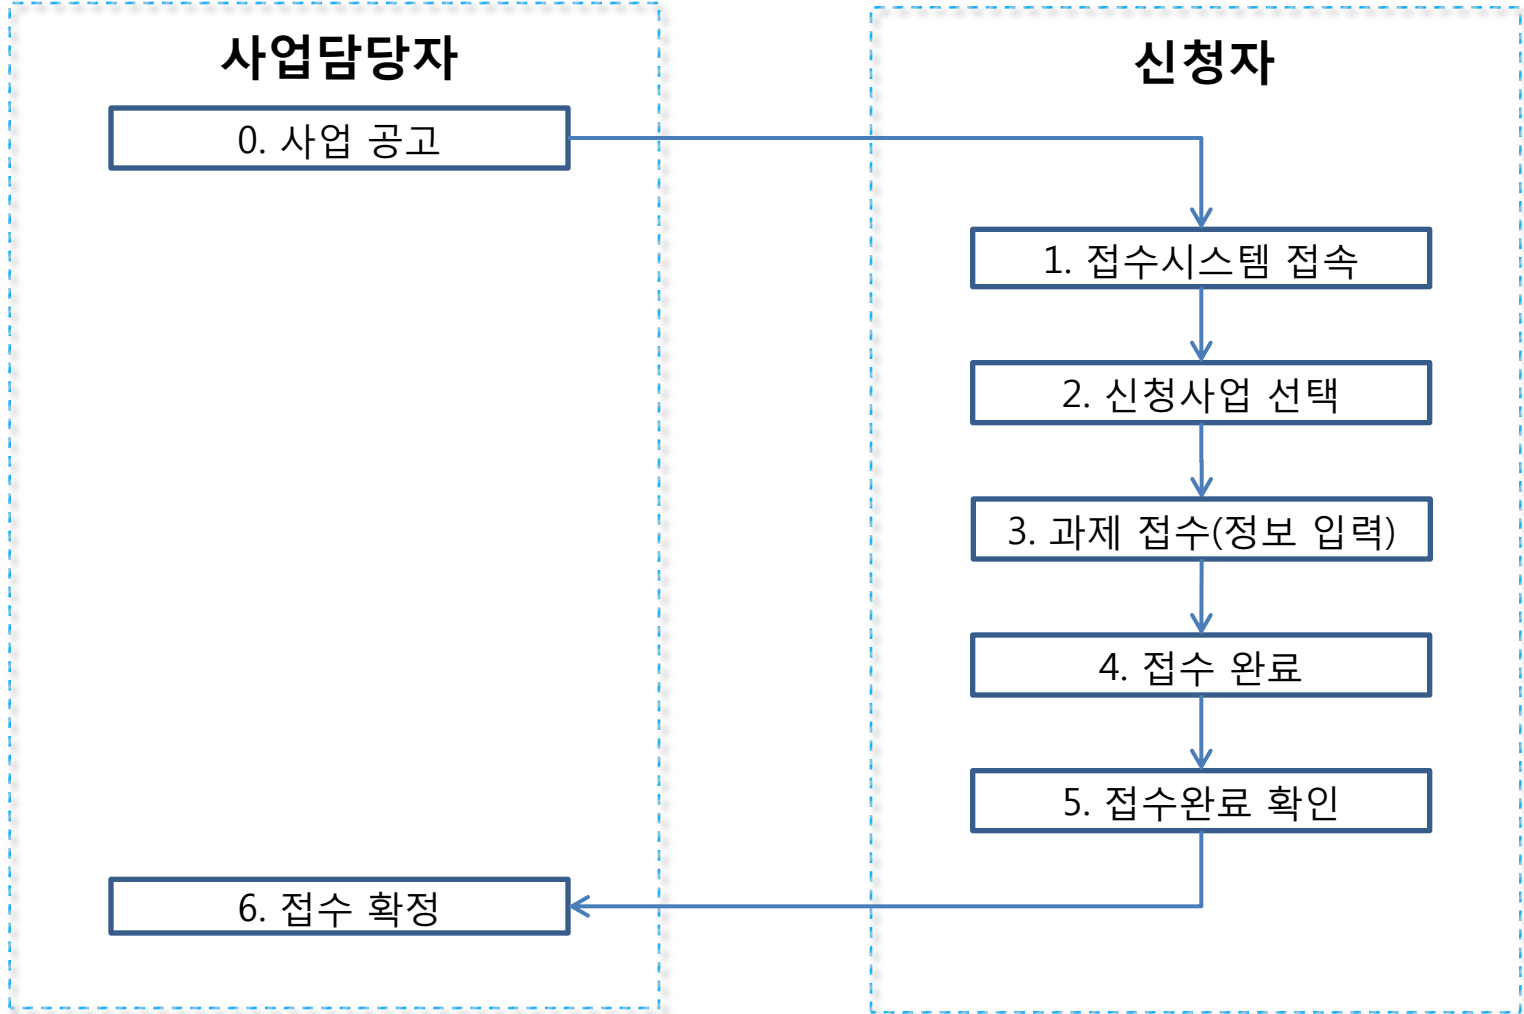 사업담당자
신청자
0. 사업 공고
1. 접수시스템 접속
2. 신청사업 선택
3. 과제 접수(정보 입력)
4. 접수 완료
5. 접수완료 확인
6. 접수 확정